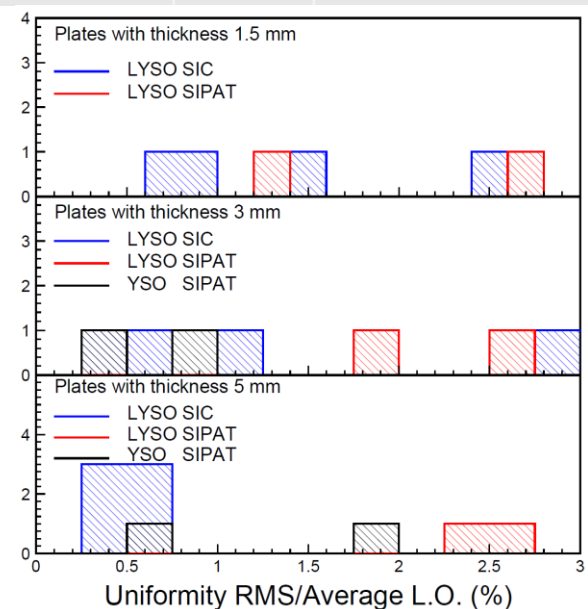 4
Plates with thickness 1.5 mm
LYSO SIC
3
LYSO SIPAT
2
1
0
Plates with thickness 3 mm
LYSO SIC
3
LYSO SIPAT
YSO SIPAT
2
1
0
Plates with thickness 5 mm
LYSO SIC
4
LYSO SIPAT
YSO SIPAT
2
0
0 0.5 1 1.5 2 2.5 3
Uniformity RMS/Average L.O. (%)